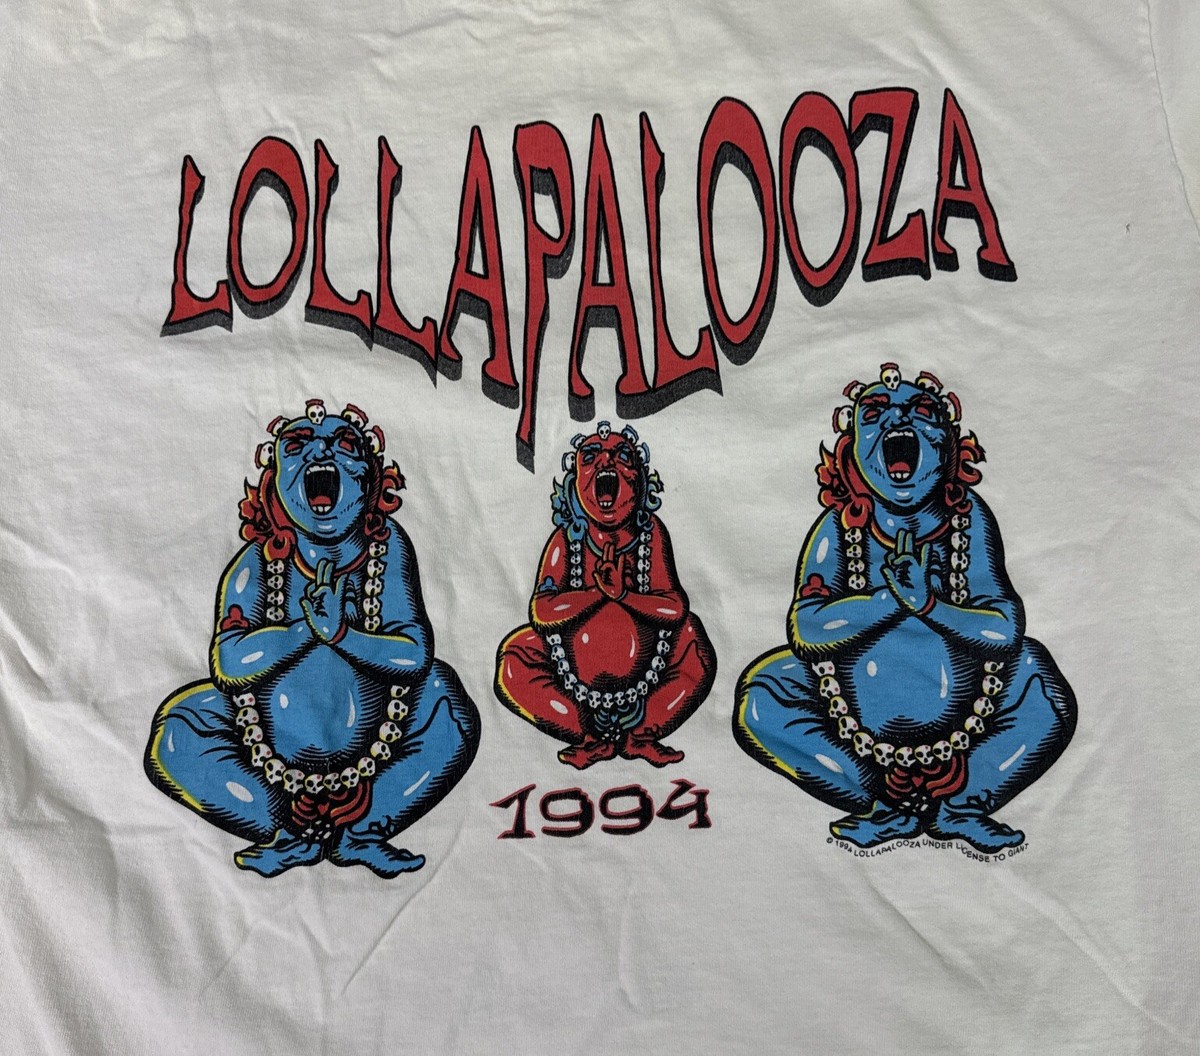 LOLLAPALOOZA
1994
© 1994 LOLLAPALOOZA UNDER LICENSE TO GIANT